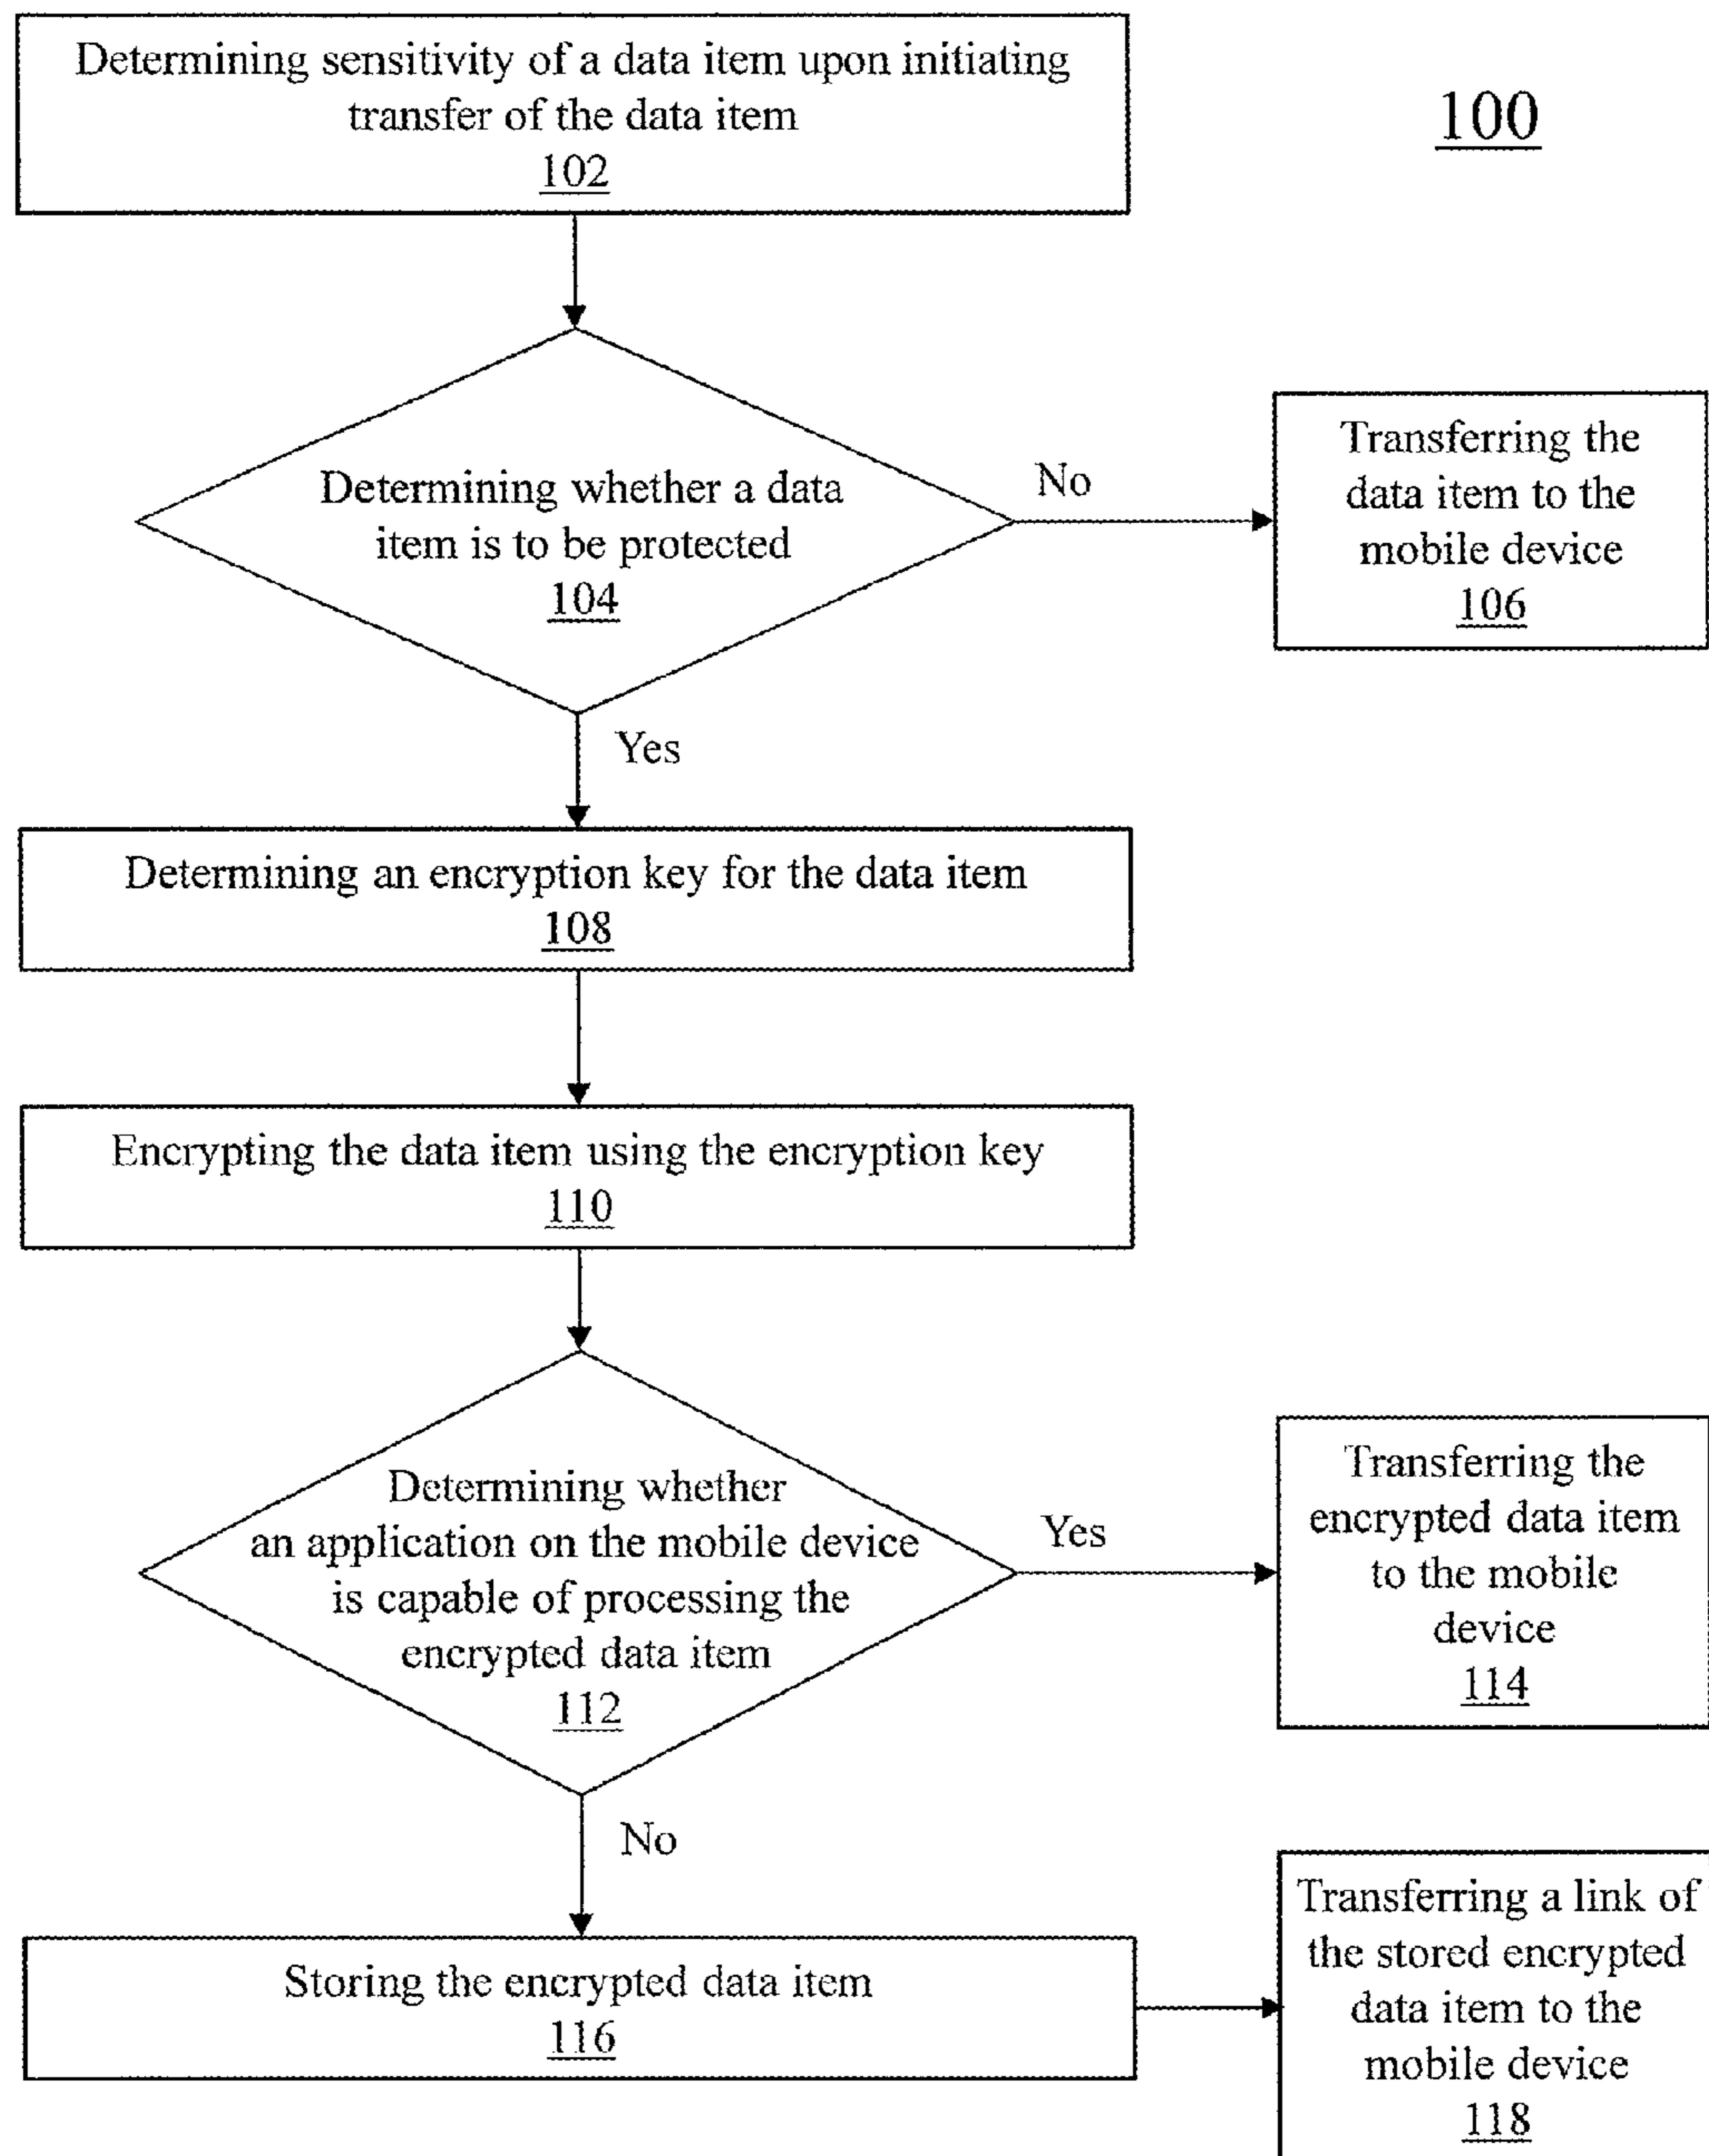 Determining sensitivity of a data item upon initiating
transfer of the data item
102
100
Determining whether a data
item is to be protected
104
No
Transferring the
data item to the
mobile device
106
Yes
Determining an encryption key for the data item
108
Encrypting the data item using the encryption key
110
Determining whether
an application on the mobile device
is capable of processing the
encrypted data item
112
Yes
Transferring the
encrypted data item
to the mobile
device
114
No
Storing the encrypted data item
116
Transferring a link of
the stored encrypted
data item to the
mobile device
118